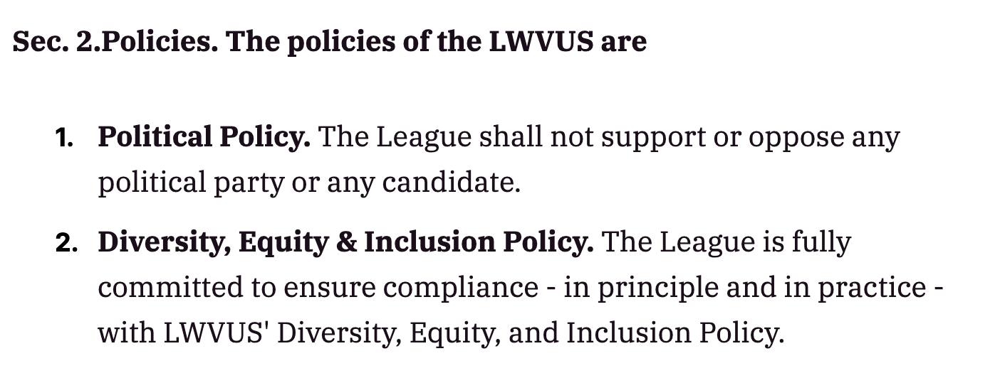 Sec. 2.Policies. The policies of the LWVUS are
1. Political Policy. The League shall not support or oppose any
political party or any candidate.
2. Diversity, Equity & Inclusion Policy. The League is fully
committed to ensure compliance - in principle and in practice -
with LWVUS' Diversity, Equity, and Inclusion Policy.